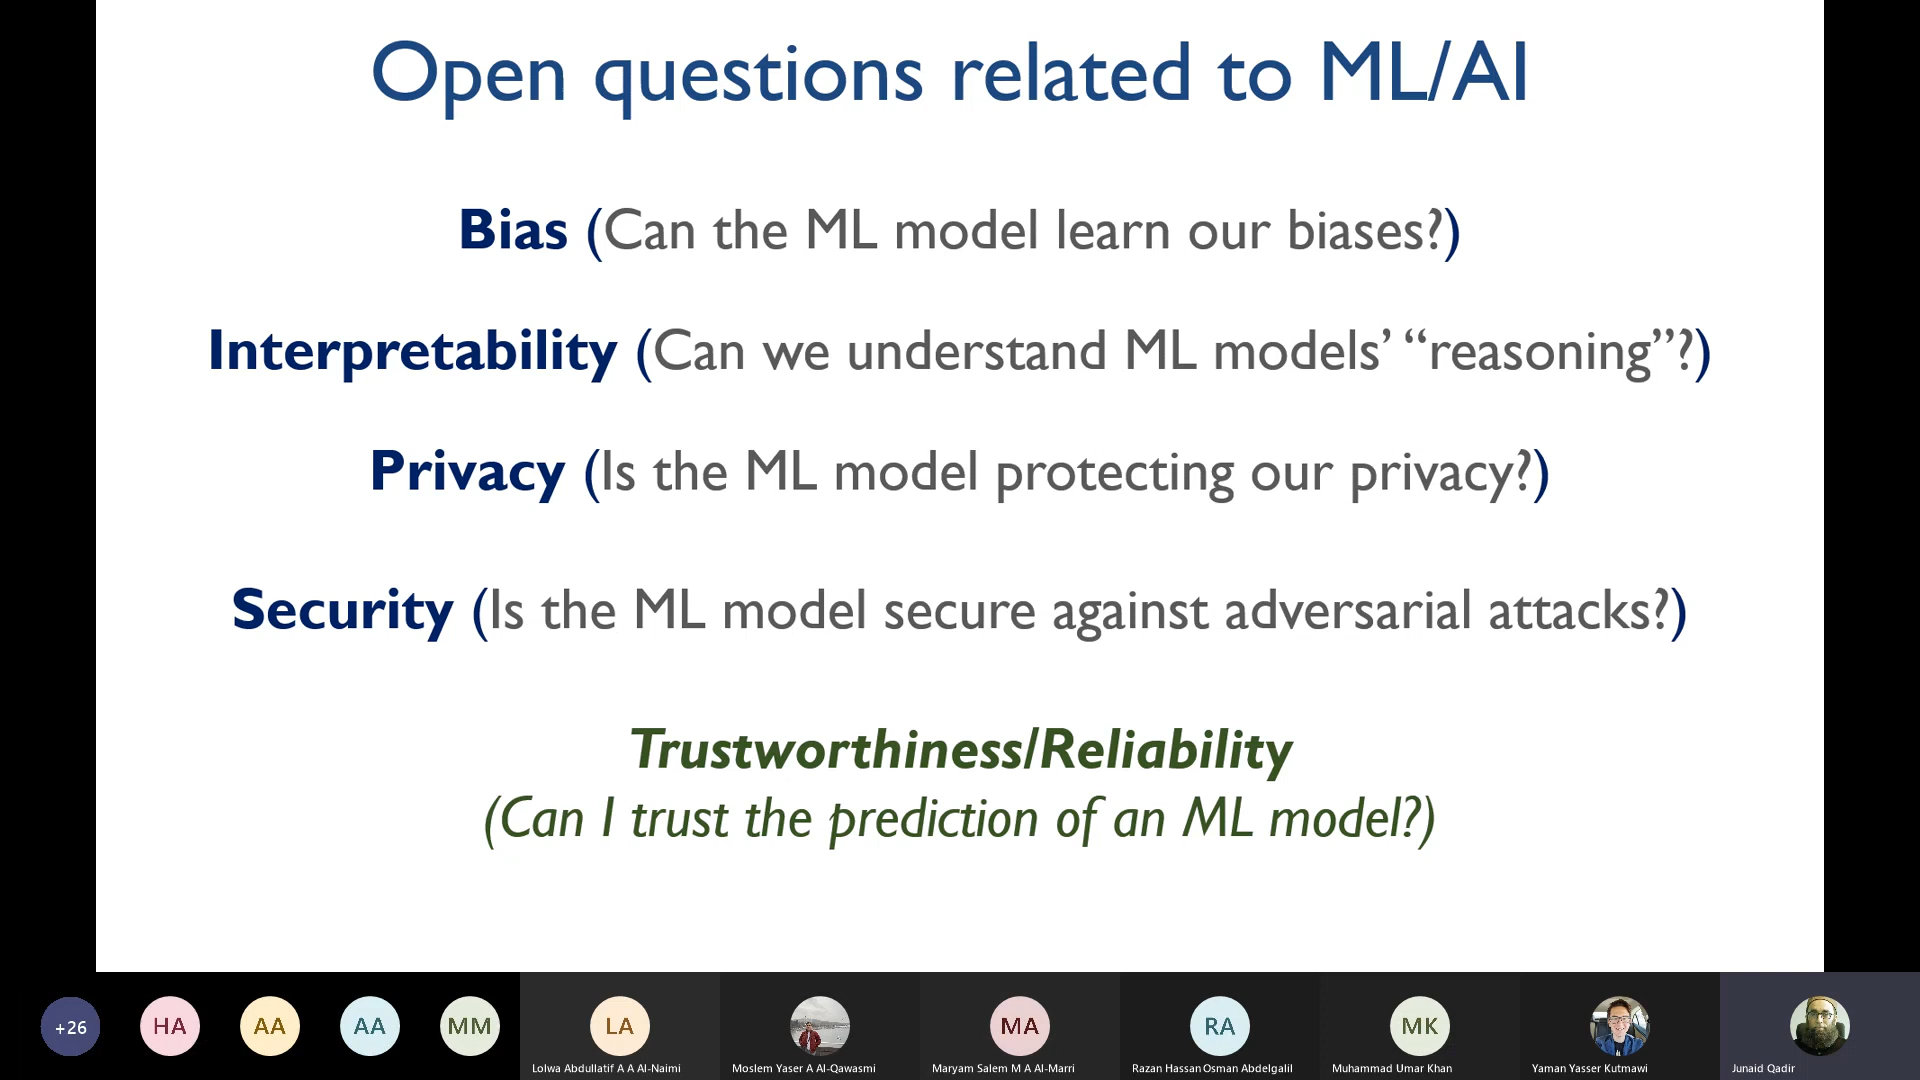 Open questions related to ML/AI
Bias (Can the ML model learn our biases?)
Interpretability (Can we understand ML models’ “reasoning”?)
Privacy (Is the ML model protecting our privacy?)
Security (Is the ML model secure against adversarial attacks?)
Trustworthiness/Reliability
(Can I trust the prediction of an ML model?)
+26 HA AA AA MM LA MA RA MK
Lolwa Abdullatif A A Al-Naimi Moslem Yaser A Al-Qawasmi Maryam Salem M A Al-Marri Razan Hassan Osman Abdelgalil Muhammad Umar Khan Yaman Yasser Kutmawi Junaid Qadir